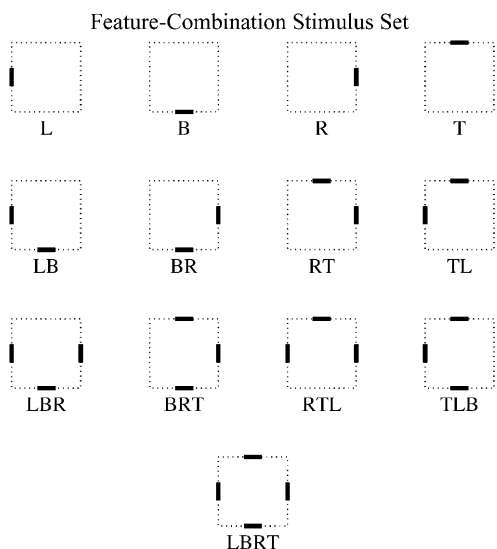 Feature-Combination Stimulus Set
L B R T
LB BR RT TL
LBR BRT RTL TLB
LBRT